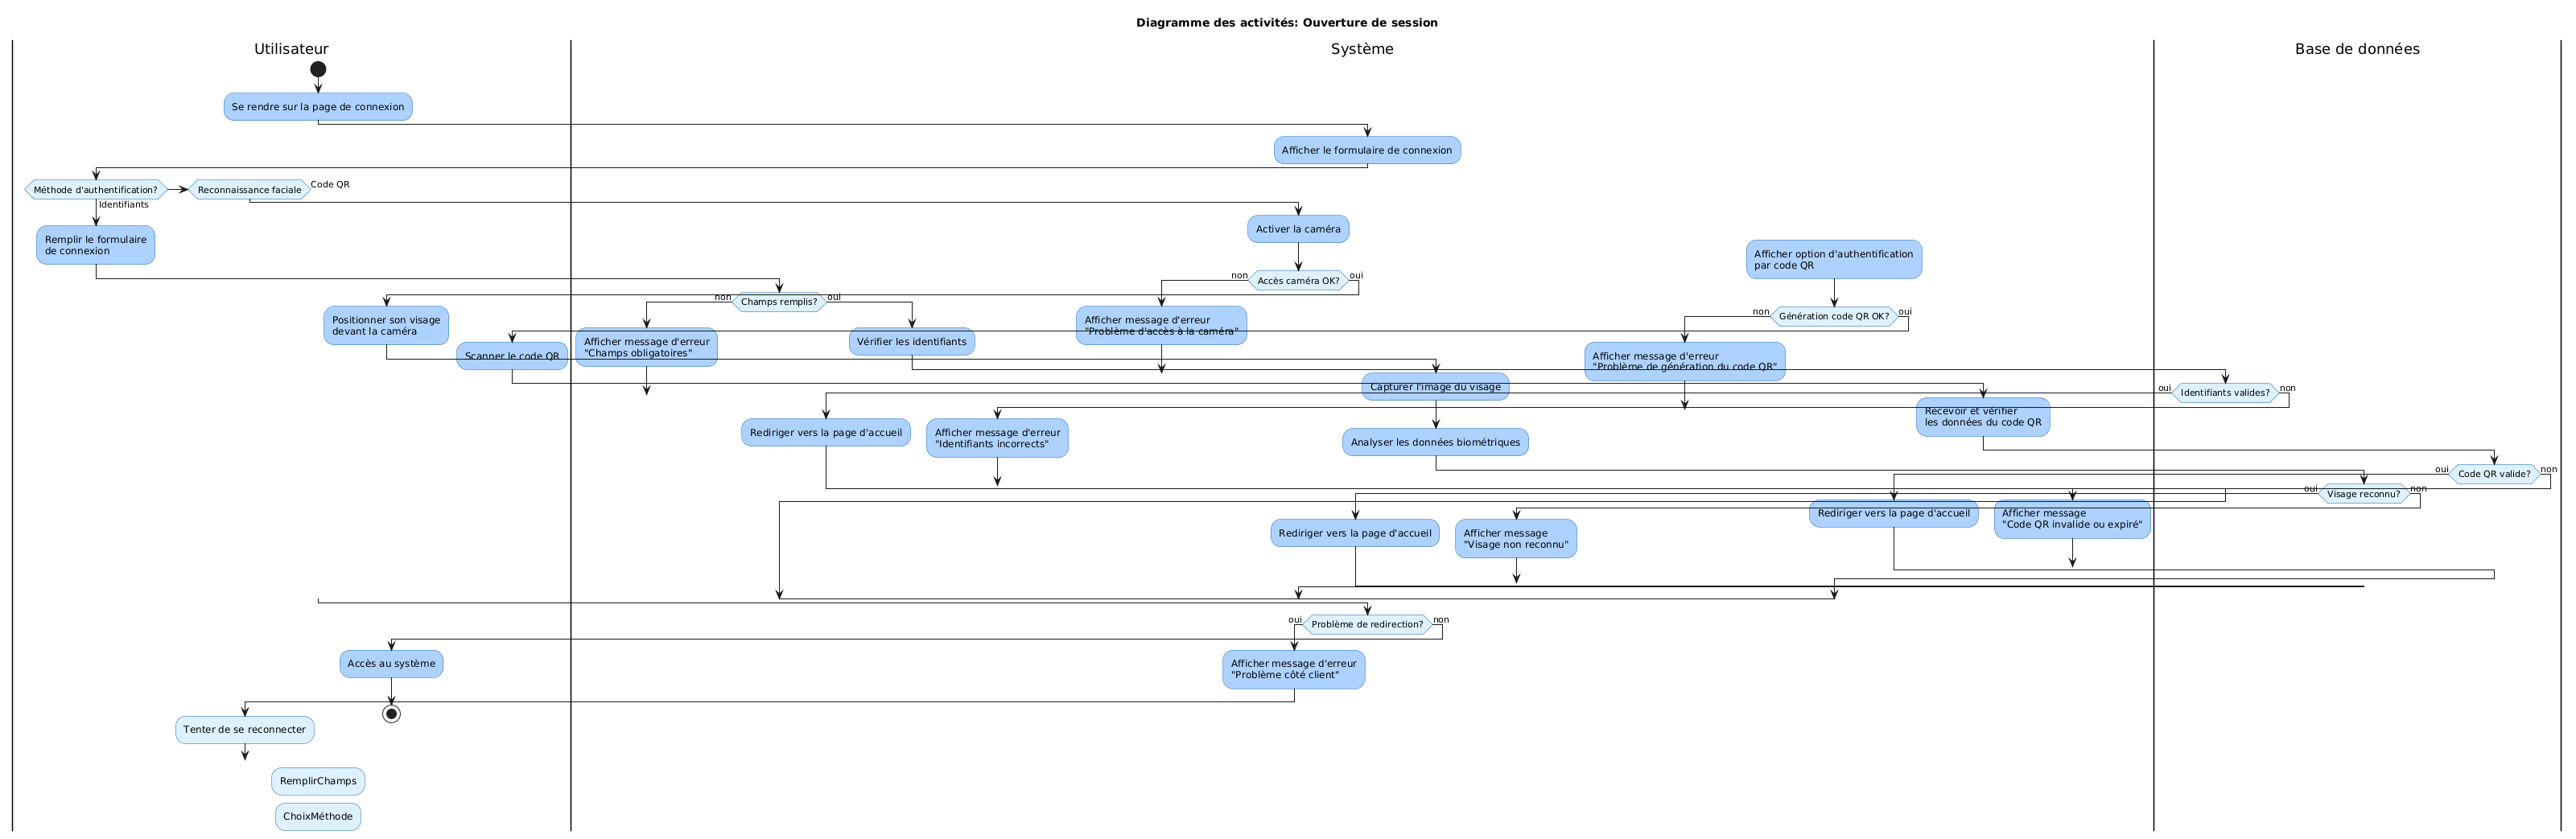 Diagramme des activités: Ouverture de session
Utilisateur
Système
Base de données
Se rendre sur la page de connexion
Afficher le formulaire de connexion
Méthode d'authentification?
Reconnaissance faciale
Code QR
Identifiants
Remplir le formulaire
de connexion
Activer la caméra
Afficher option d'authentification
par code QR
non
Accès caméra OK?
oui
non
Champs remplis?
oui
Positionner son visage
devant la caméra
Afficher message d'erreur
"Problème d'accès à la caméra"
non
Génération code QR OK?
oui
Scanner le code QR
Afficher message d'erreur
"Champs obligatoires"
Vérifier les identifiants
Afficher message d'erreur
"Problème de génération du code QR"
Capturer l'image du visage
oui
Identifiants valides?
non
Recevoir et vérifier
les données du code QR
Rediriger vers la page d'accueil
Afficher message d'erreur
"Identifiants incorrects"
Analyser les données biométriques
oui
Code QR valide?
non
oui
Visage reconnu?
non
Rediriger vers la page d'accueil
Afficher message
"Code QR invalide ou expiré"
Rediriger vers la page d'accueil
Afficher message
"Visage non reconnu"
oui
Problème de redirection?
non
Accès au système
Afficher message d'erreur
"Problème côté client"
Tenter de se reconnecter
RemplirChamps
ChoixMéthode